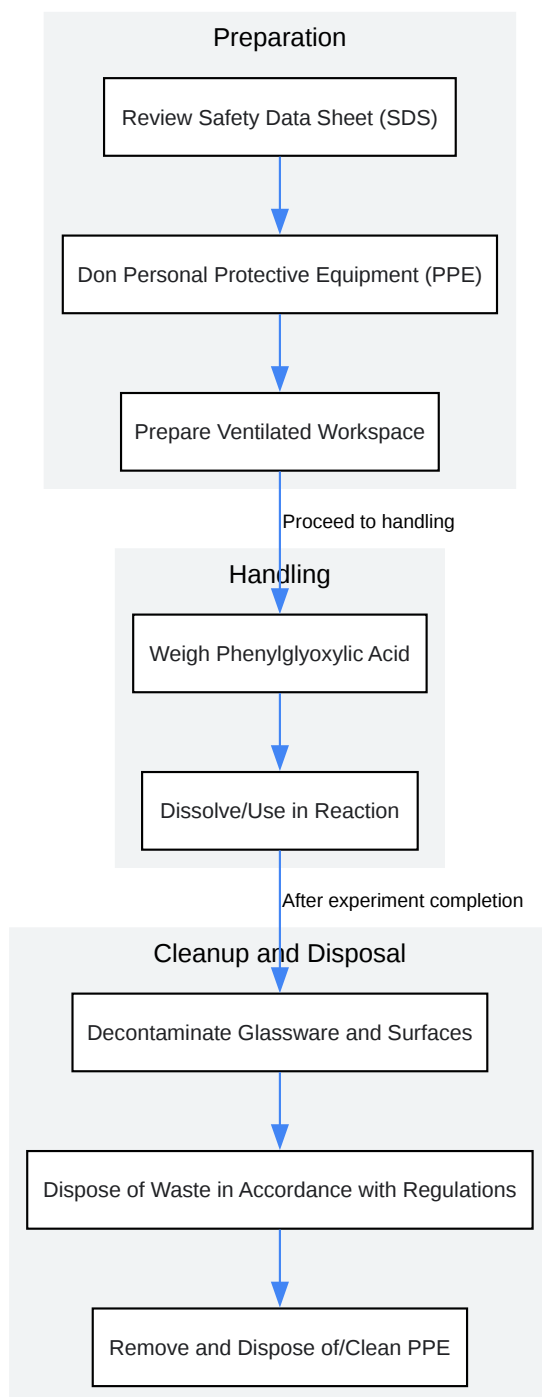 Preparation
Review Safety Data Sheet (SDS)
Don Personal Protective Equipment (PPE)
Prepare Ventilated Workspace
Proceed to handling
Handling
Weigh Phenylglyoxylic Acid
Dissolve/Use in Reaction
After experiment completion
Cleanup and Disposal
Decontaminate Glassware and Surfaces
Dispose of Waste in Accordance with Regulations
Remove and Dispose of/Clean PPE